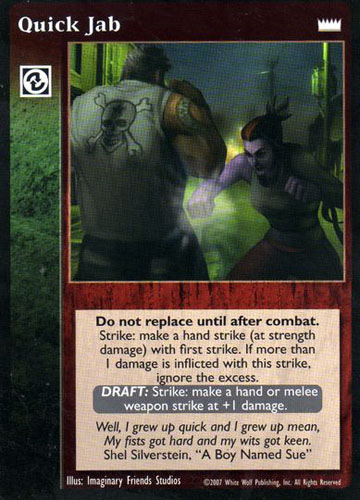 Quick Jab
Do not replace until after combat.
Strike: make a hand strike (at strength
damage) with first strike. If more than
1 damage is inflicted with this strike,
ignore the excess.
DRAFT: Strike: make a hand or melee
weapon strike at +1 damage.
Well, I grew up quick and I grew up mean,
My fists got hard and my wits got keen.
Shel Silverstein, “A Boy Named Sue”
Illus: Imaginary Friends Studios
©2007 White Wolf Publishing, Inc. All Rights Reserved